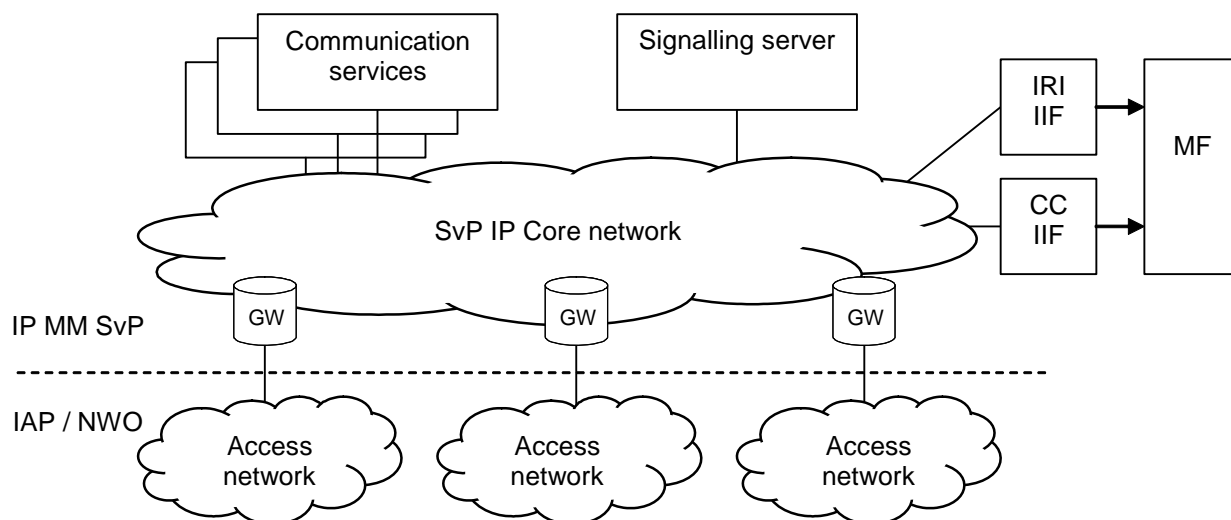 Communication
services
Signalling server
IRI
IIF
MF
CC
IIF
SvP IP Core network
GW
GW
GW
IP MM SvP
IAP / NWO
Access
network
Access
network
Access
network